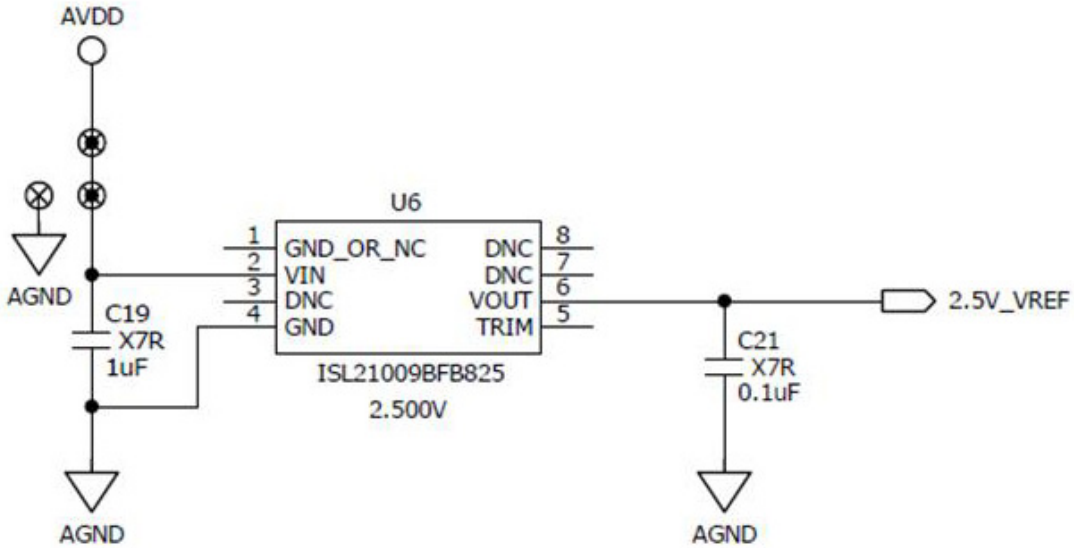 AVDD
U6
1 GND_OR_NC DNC 8
2 VIN DNC 7
3 DNC VOUT 6
4 GND TRIM 5
ISL21009BFB825
2.500V
AGND
C19
X7R
1uF
AGND
2.5V_VREF
C21
X7R
0.1uF
AGND